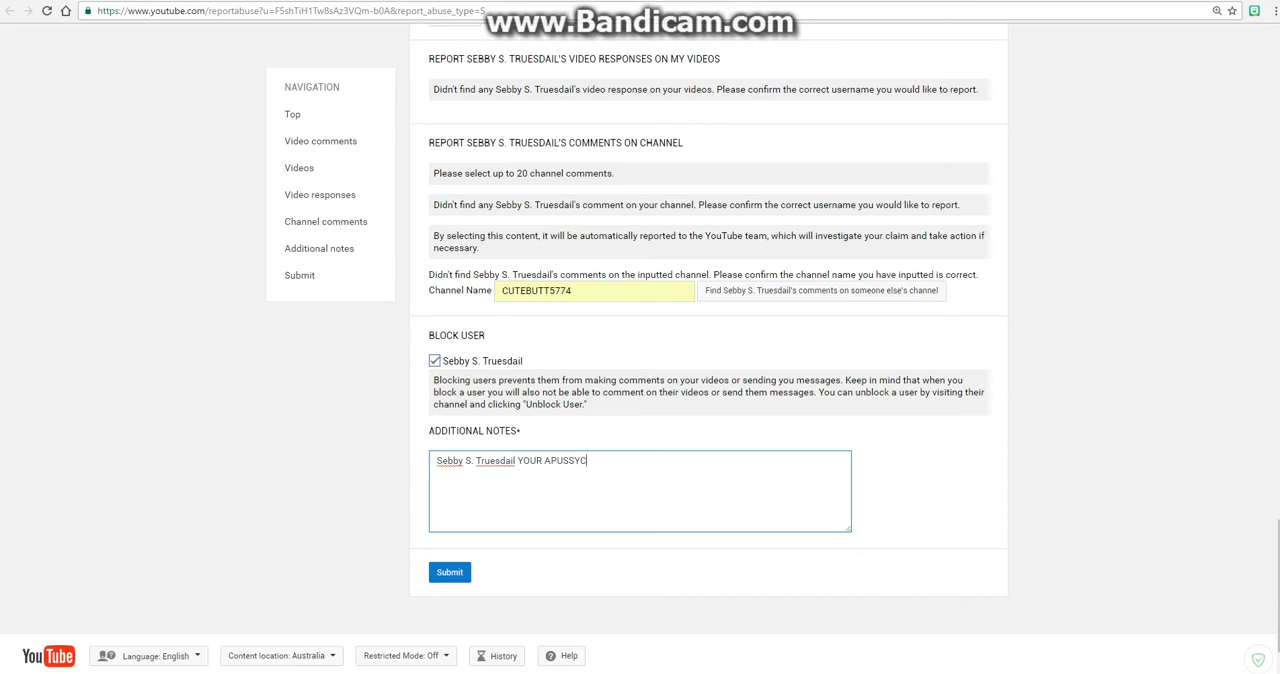 https://www.youtube.com/reportabuse?u=F5shTiH1Tw8sAz3VQm-b0A&report_abuse_type=S
www.Bandicam.com
REPORT SEBBY S. TRUESDAIL'S VIDEO RESPONSES ON MY VIDEOS
Didn't find any Sebby S. Truesdail's video response on your videos. Please confirm the correct username you would like to report.
NAVIGATION
Top
Video comments
Videos
Video responses
Channel comments
Additional notes
Submit
REPORT SEBBY S. TRUESDAIL'S COMMENTS ON CHANNEL
Please select up to 20 channel comments.
Didn't find any Sebby S. Truesdail's comment on your channel. Please confirm the correct username you would like to report.
By selecting this content, it will be automatically reported to the YouTube team, which will investigate your claim and take action if
necessary.
Didn't find Sebby S. Truesdail's comments on the inputted channel. Please confirm the channel name you have inputted is correct.
Channel Name CUTEBUTT5774 Find Sebby S. Truesdail's comments on someone else's channel
BLOCK USER
Sebby S. Truesdail
Blocking users prevents them from making comments on your videos or sending you messages. Keep in mind that when you
block a user you will also not be able to comment on their videos or send them messages. You can unblock a user by visiting their
channel and clicking "Unblock User."
ADDITIONAL NOTES*
Sebby S. Truesdail YOUR APUSSYC
Submit
YouTube Language: English Content location: Australia Restricted Mode: Off History Help